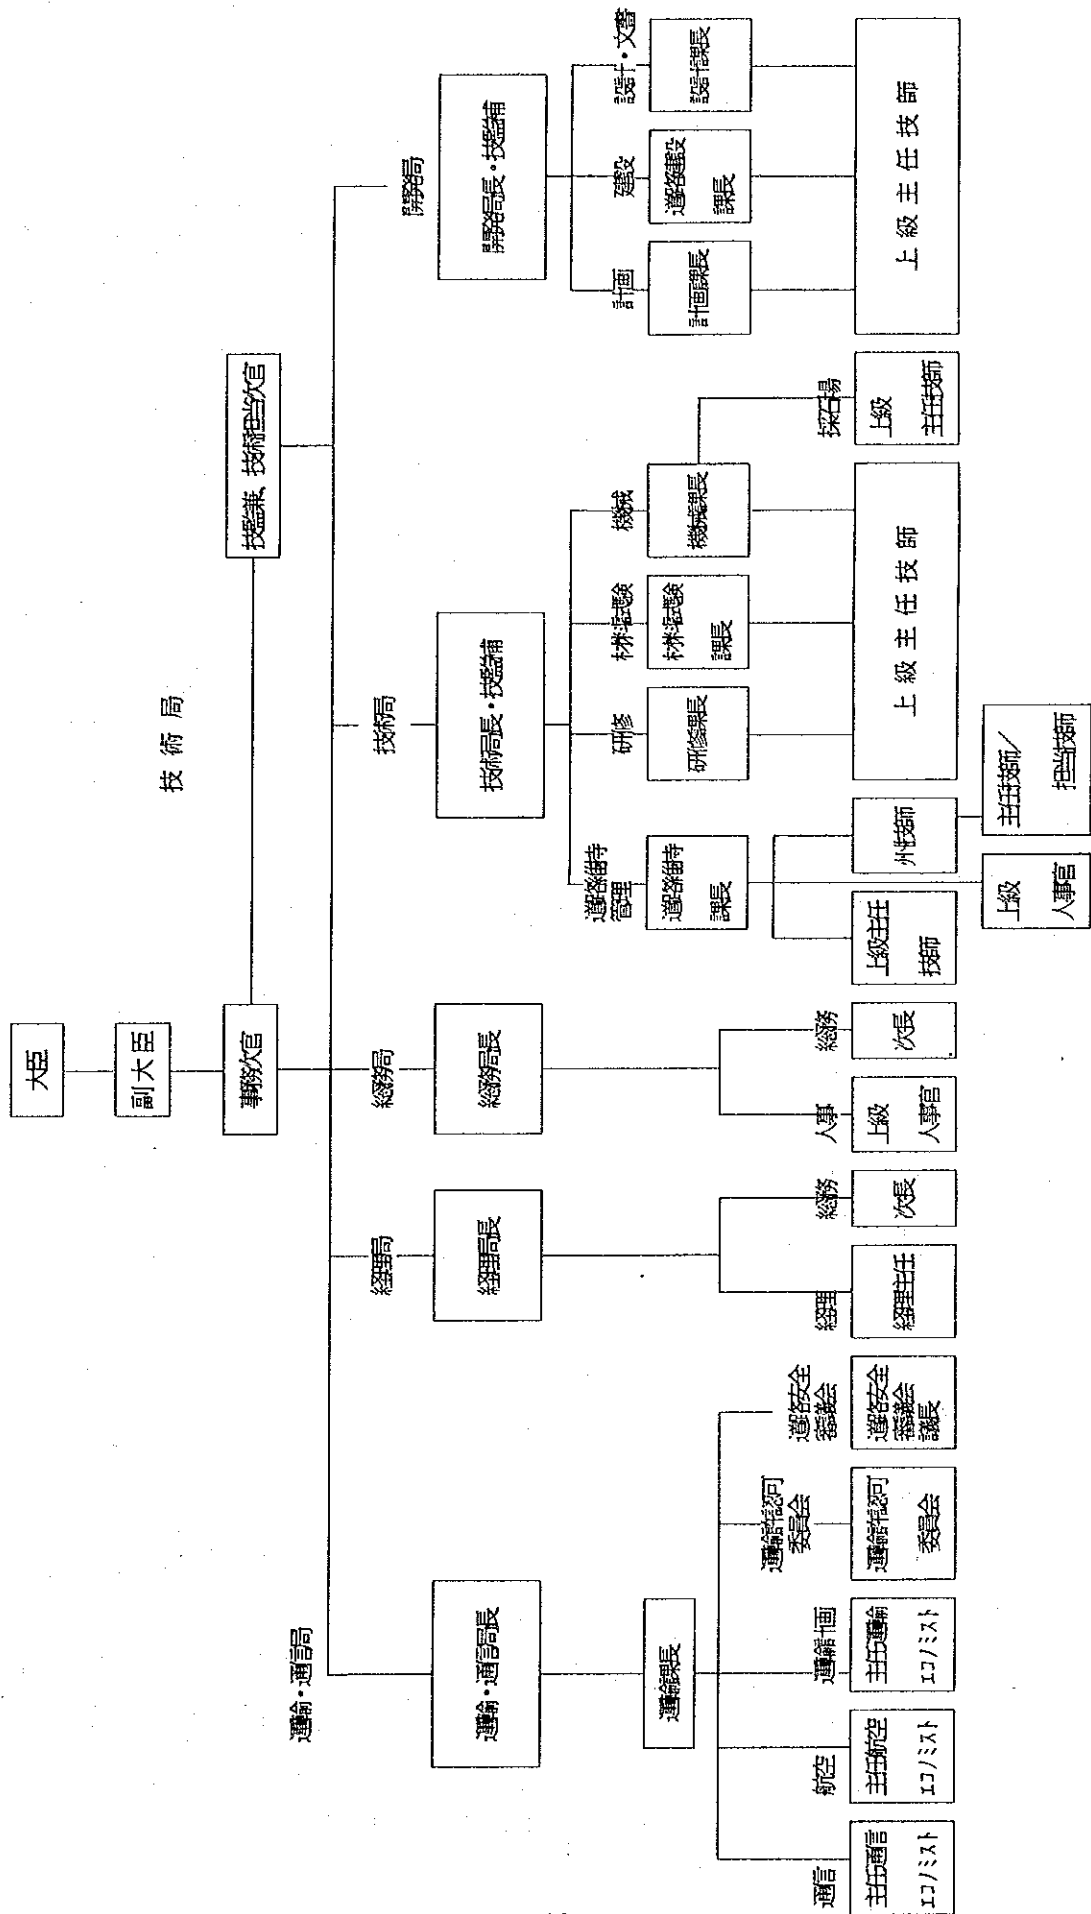 大臣
副大臣
事務次官
技術局
技監兼、技術担当次官
運輸・通信局
経理局
総務局
技術局
開発局
運輸・通信局長
経理局長
総務局長
技術局長・技監補
開発局長・技監補
道路維持
管理
研修
材料試験
機械
計画
建設
設計・文書
運輸課長
道路維持
課長
研修課長
材料試験
課長
機械課長
計画課長
道路建設
課長
設計課長
通信
航空
運輸計画
運輸許認可
委員会
道路安全
審議会
経理
総務
人事
総務
採石場
主任通信
エコノミスト
主任航空
エコノミスト
主任運輸
エコノミスト
運輸許認可
委員会
道路安全
審議会
議長
経理主任
次長
上級
人事官
次長
上級主任
技師
州技師
上級主任技師
上級
主任技師
上級主任技師
上級
人事官
主任技師/
担当技師